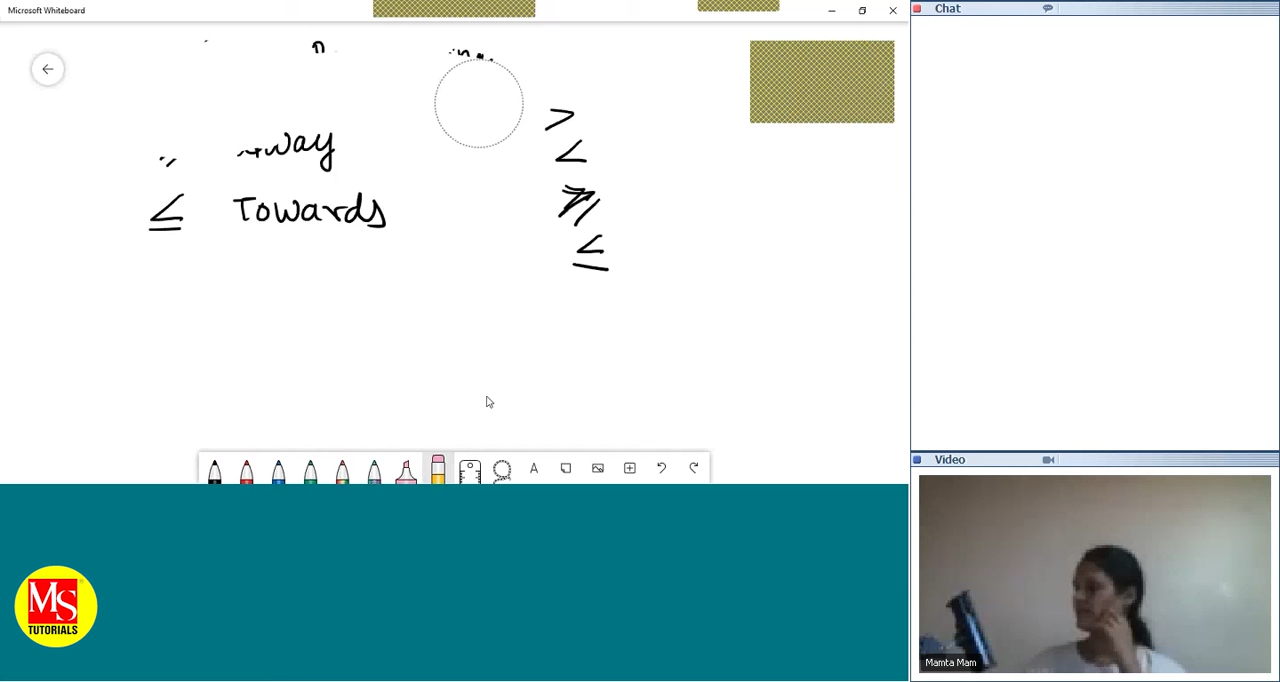 Microsoft Whiteboard
Chat
n
>
way
<
≤ Towards
≥
≤
A
Video
MS
TUTORIALS
Mamta Mam